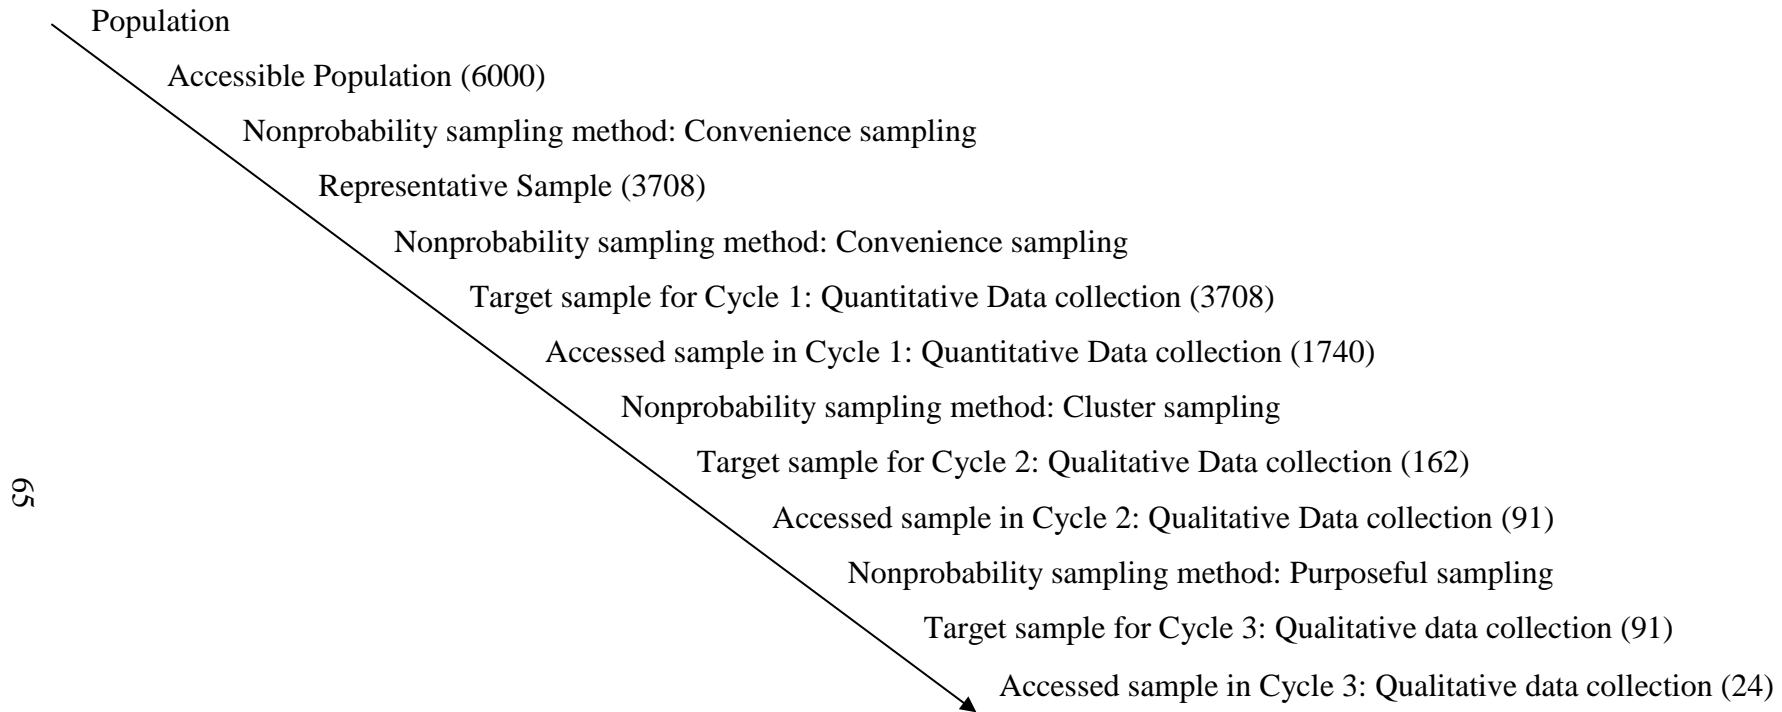 Population
Accessible Population (6000)
Nonprobability sampling method: Convenience sampling
Representative Sample (3708)
Nonprobability sampling method: Convenience sampling
Target sample for Cycle 1: Quantitative Data collection (3708)
Accessed sample in Cycle 1: Quantitative Data collection (1740)
Nonprobability sampling method: Cluster sampling
Target sample for Cycle 2: Qualitative Data collection (162)
Accessed sample in Cycle 2: Qualitative Data collection (91)
Nonprobability sampling method: Purposeful sampling
Target sample for Cycle 3: Qualitative data collection (91)
Accessed sample in Cycle 3: Qualitative data collection (24)
65